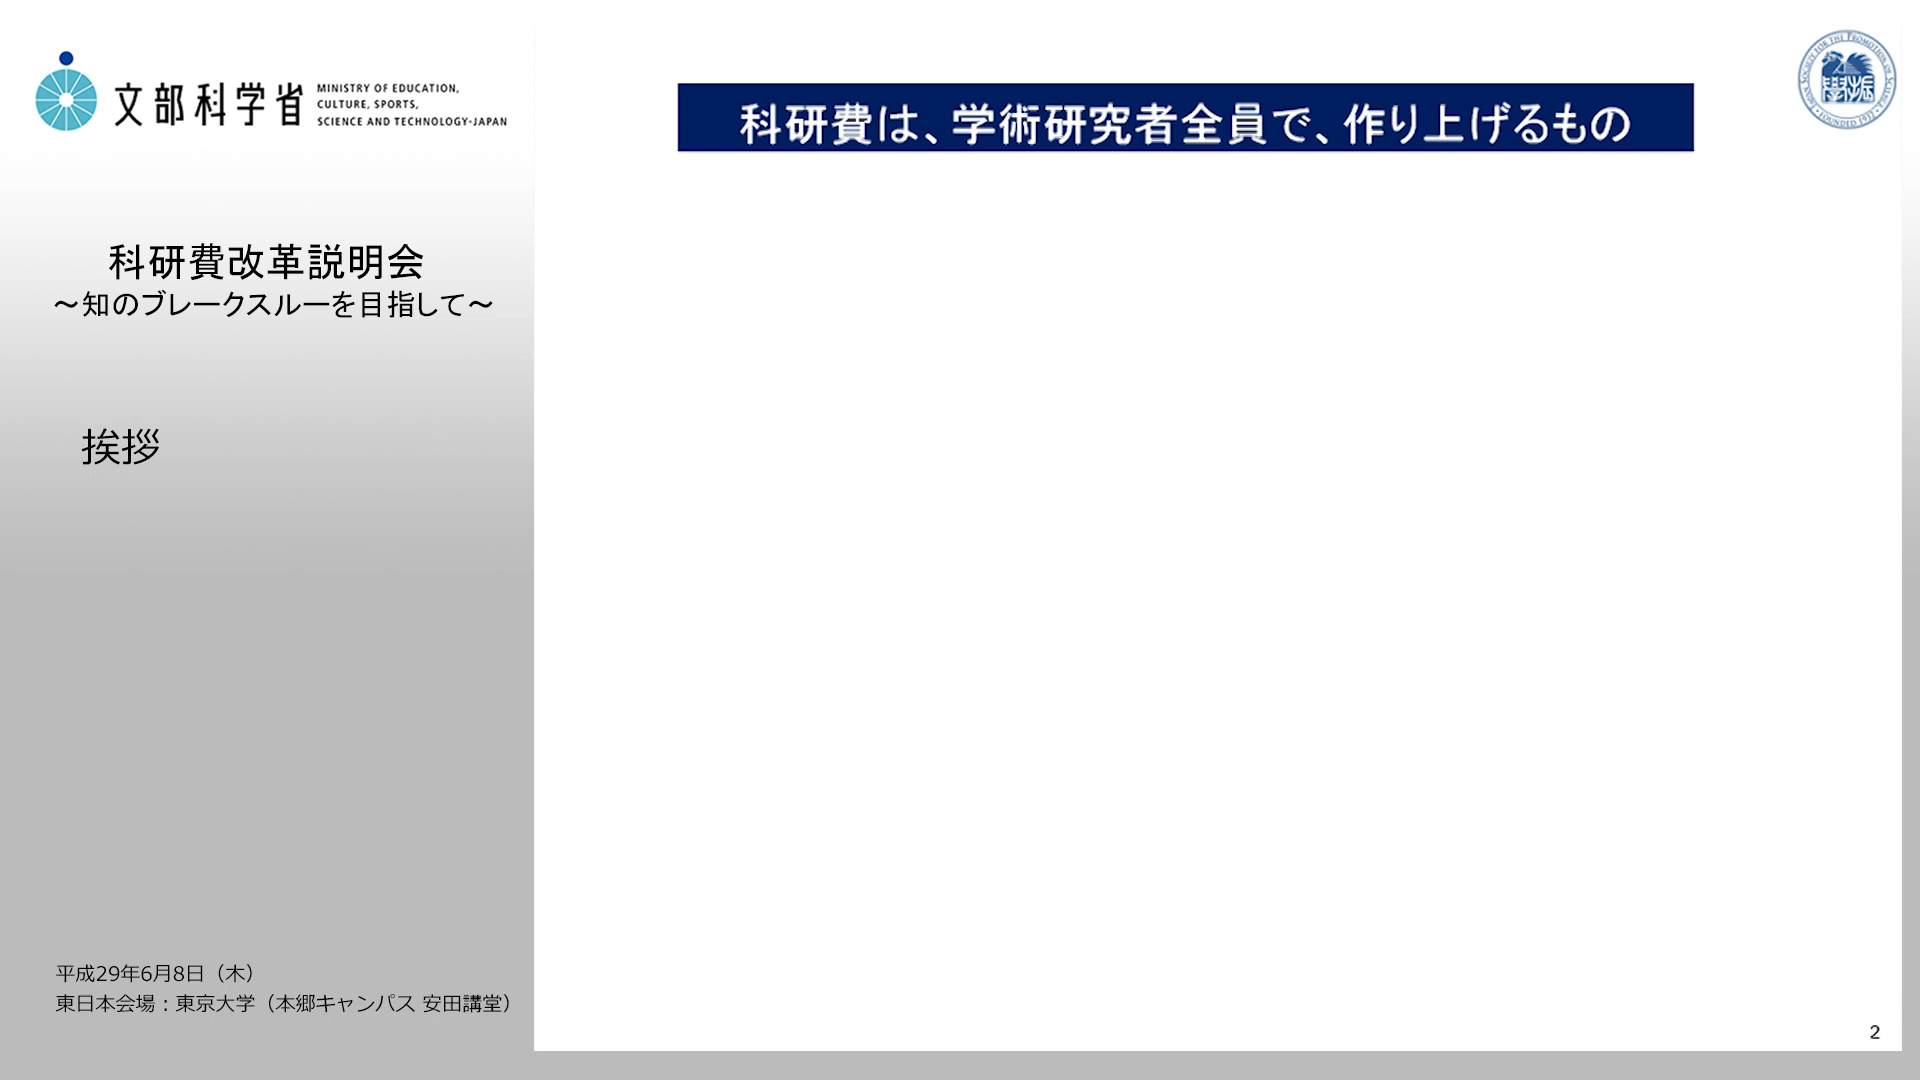 文部科学省
MINISTRY OF EDUCATION,
CULTURE, SPORTS,
SCIENCE AND TECHNOLOGY-JAPAN
科研費改革説明会
～知のブレークスルーを目指して～
挨拶
平成29年6月8日（木）
東日本会場：東京大学（本郷キャンパス 安田講堂）
科研費は、学術研究者全員で、作り上げるもの
2